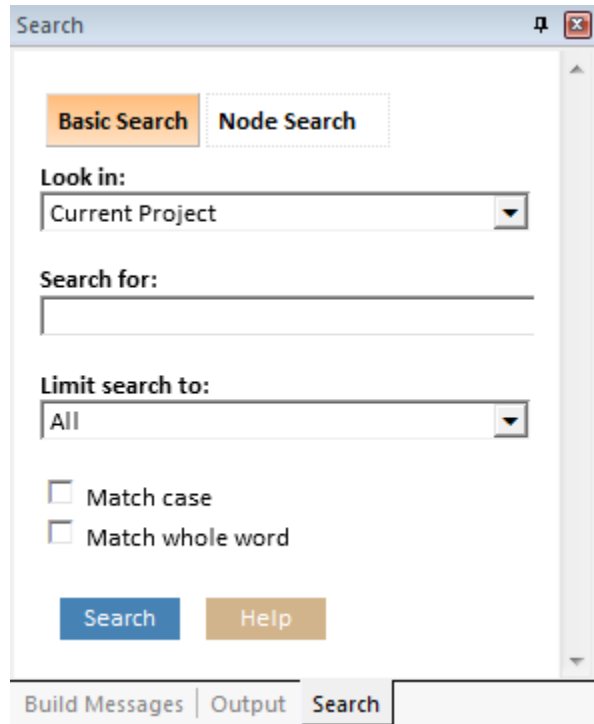 Search
Basic Search Node Search
Look in:
Current Project
Search for:
Limit search to:
All
Match case
Match whole word
Search Help
Build Messages Output Search